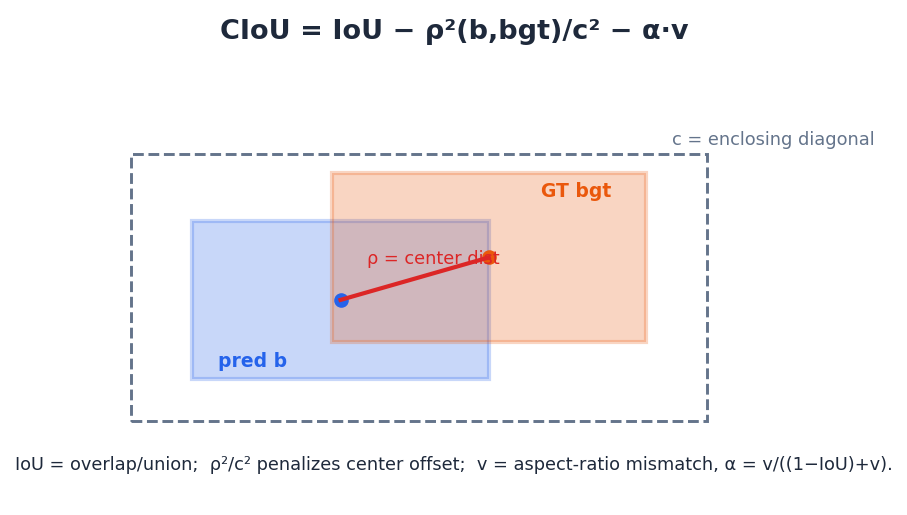 CIoU = IoU − ρ²(b,bgt)/c² − α·v
c = enclosing diagonal
GT bgt
ρ = center dist
pred b
IoU = overlap/union;  ρ²/c² penalizes center offset;  v = aspect-ratio mismatch, α = v/((1−IoU)+v).